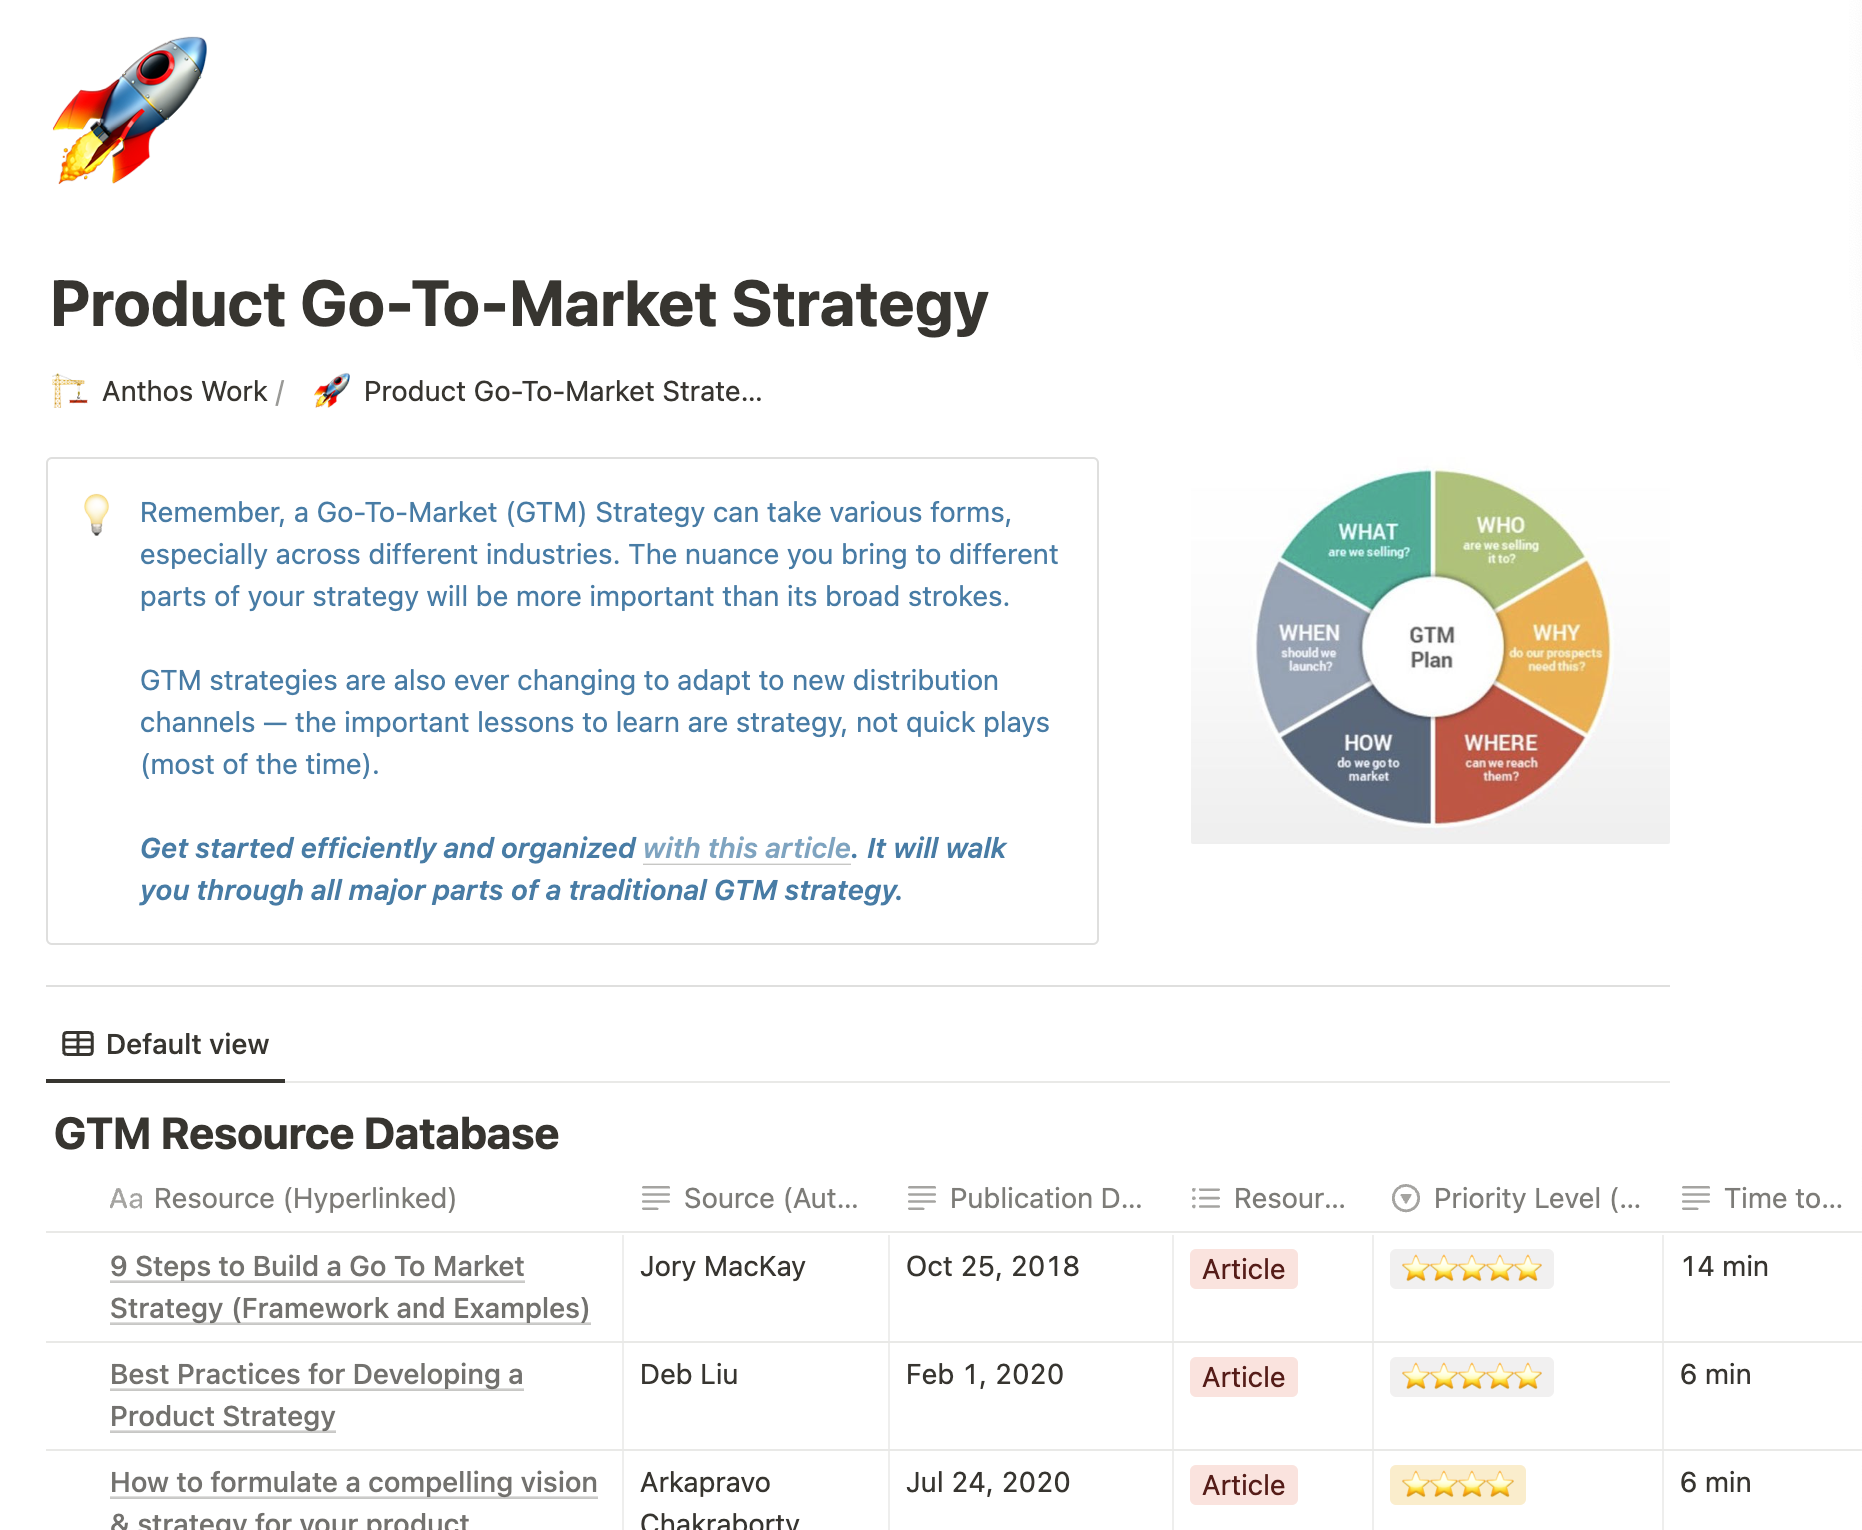 Product Go-To-Market Strategy
Anthos Work / Product Go-To-Market Strate...
Remember, a Go-To-Market (GTM) Strategy can take various forms,
especially across different industries. The nuance you bring to different
parts of your strategy will be more important than its broad strokes.
GTM strategies are also ever changing to adapt to new distribution
channels — the important lessons to learn are strategy, not quick plays
(most of the time).
Get started efficiently and organized with this article. It will walk
you through all major parts of a traditional GTM strategy.
WHAT
are we selling?
WHO
are we selling
it to?
WHEN
should we
launch?
GTM
Plan
WHY
do our prospects
need this?
HOW
do we go to
market
WHERE
can we reach
them?
Default view
GTM Resource Database
Aa Resource (Hyperlinked) Source (Aut... Publication D... Resour... Priority Level (... Time to...
9 Steps to Build a Go To Market Jory MacKay Oct 25, 2018 Article 14 min
Strategy (Framework and Examples)
Best Practices for Developing a Deb Liu Feb 1, 2020 Article 6 min
Product Strategy
How to formulate a compelling vision Arkapravo Jul 24, 2020 Article 6 min
& strategy for your product Chakraborty